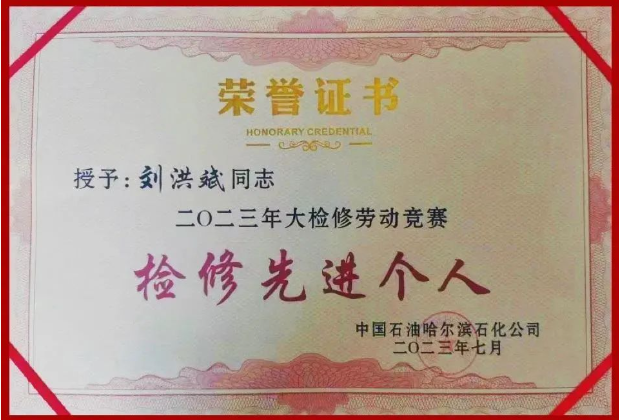 荣誉证书
HONORARY CREDENTIAL
授予：刘洪斌同志
二〇二三年大检修劳动竞赛
检修先进个人
中国石油哈尔滨石化公司
二〇二三年七月